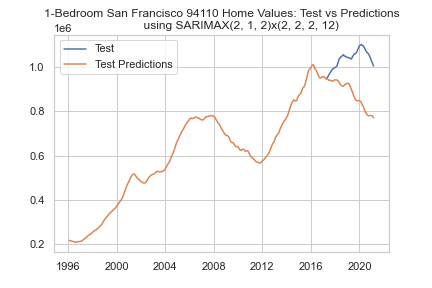 1-Bedroom San Francisco 94110 Home Values: Test vs Predictions
using SARIMAX(2, 1, 2)x(2, 2, 2, 12)
1e6
Test
Test Predictions
1.0
0.8
0.6
0.4
0.2
1996 2000 2004 2008 2012 2016 2020